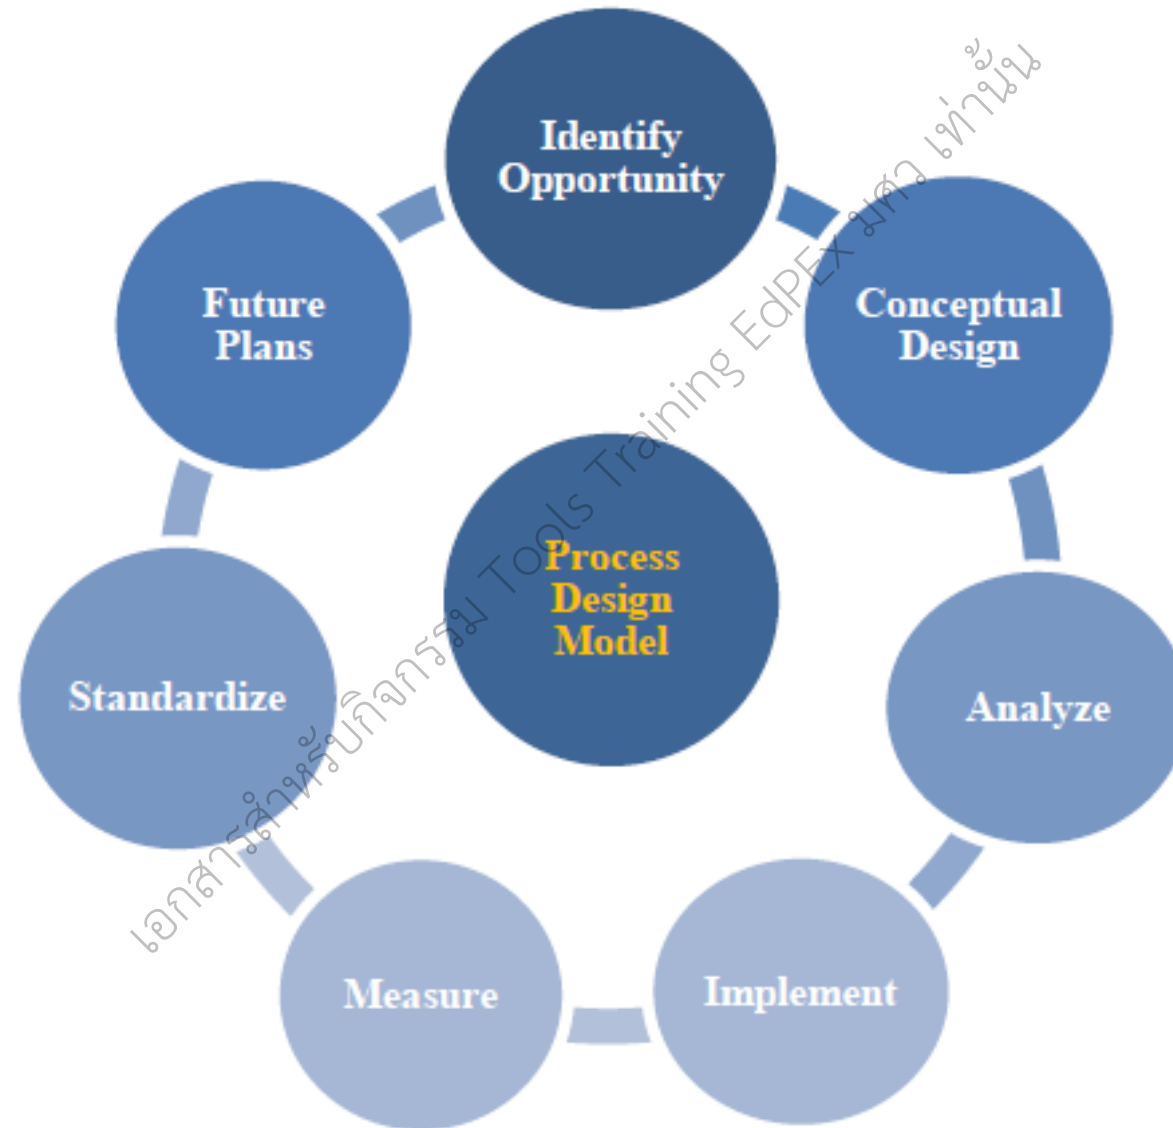 Identify
Opportunity
Conceptual
Design
Analyze
Implement
Measure
Standardize
Future
Plans
Process
Design
Model
เอกสารสำหรับกิจกรรม Tools Training EdPEx มศว เท่านั้น